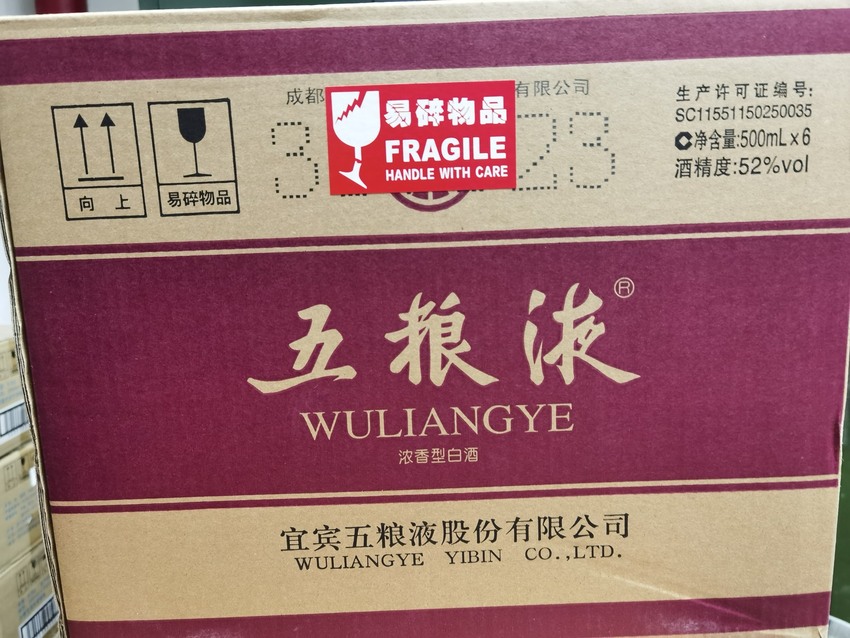 成都
有限公司
3
23
易碎物品
FRAGILE
HANDLE WITH CARE
向 上
易碎物品
生产许可证编号:
SC11551150250035
净含量:500mL×6
酒精度:52%vol
五粮液®
WULIANGYE
浓香型白酒
宜宾五粮液股份有限公司
WULIANGYE YIBIN CO.,LTD.